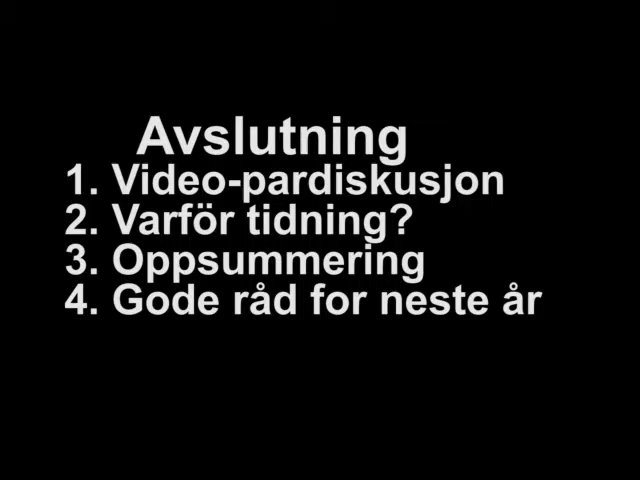 Avslutning
1. Video-pardiskusjon
2. Varför tidning?
3. Oppsummering
4. Gode råd for neste år